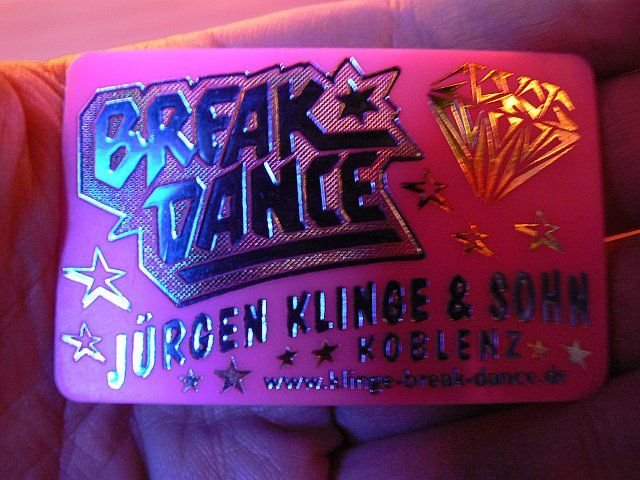 BREAK
DANCE
JÜRGEN KLINGE & SOHN
KOBLENZ
www.klinge-break-dance.de